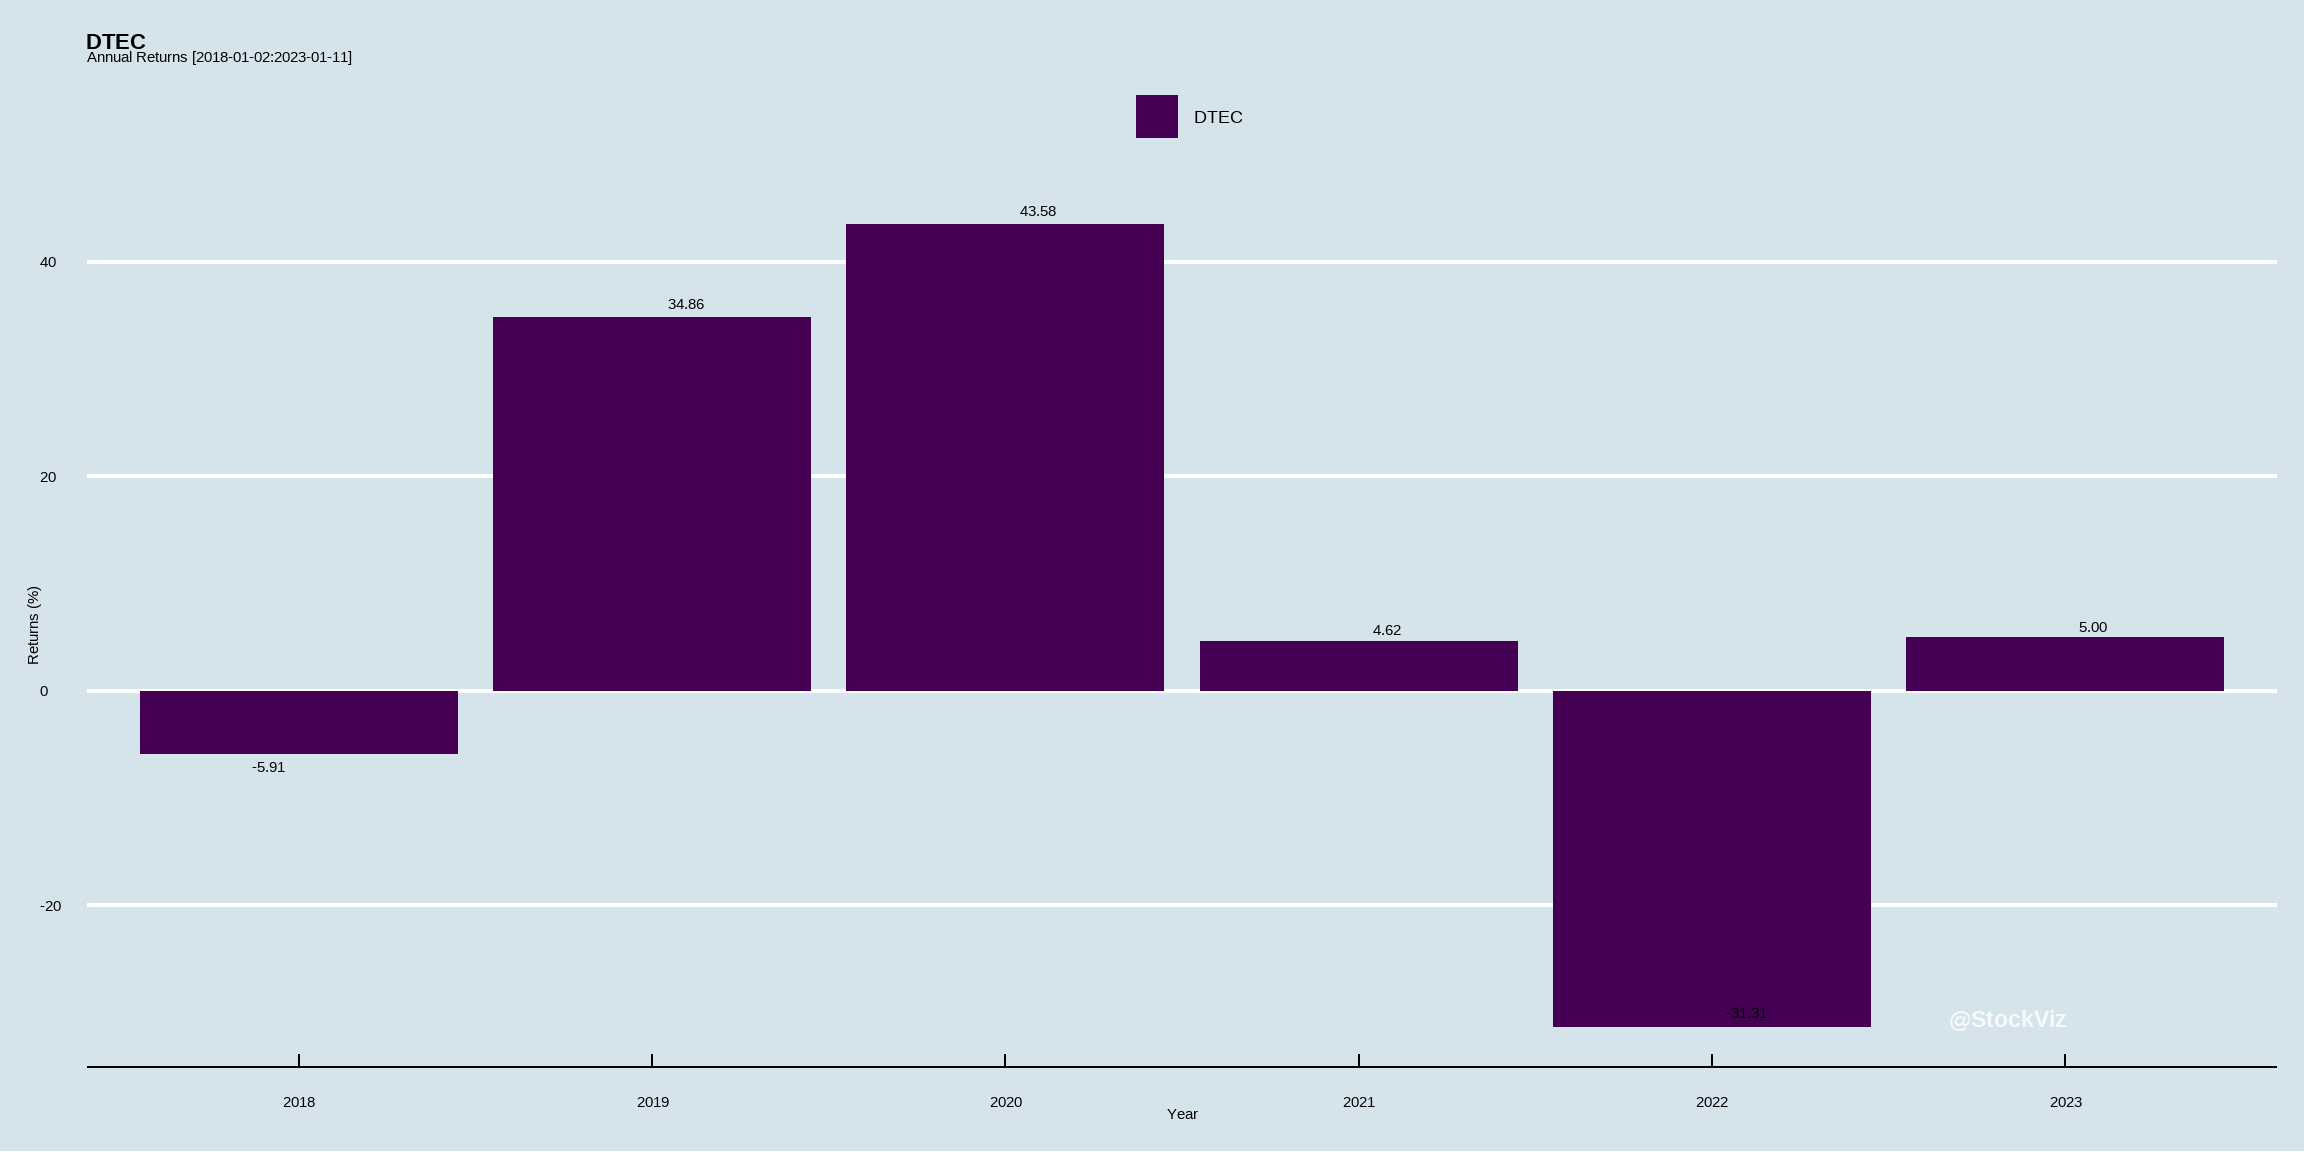 DTEC
Annual Returns [2018-01-02:2023-01-11]
DTEC
43.58
40
34.86
20
4.62
5.00
Returns (%)
0
-5.91
-20
-31.31
@StockViz
2018 2019 2020 2021 2022 2023
Year